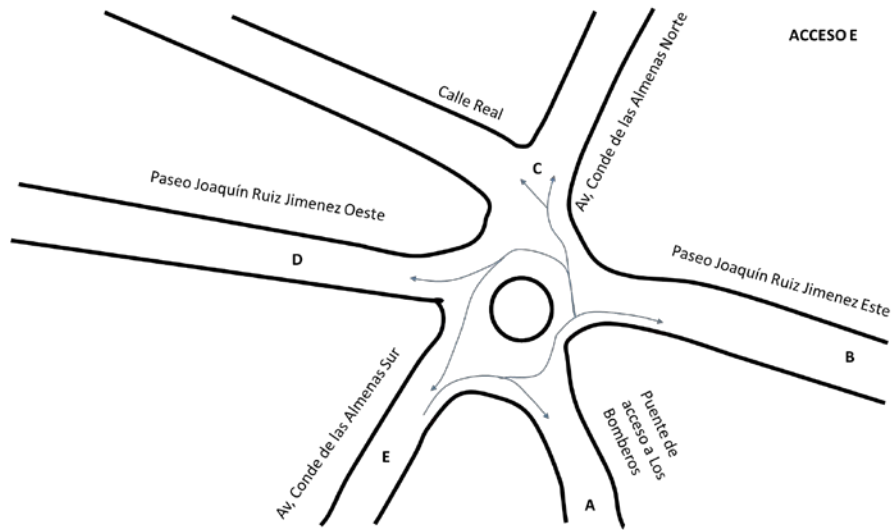 ACCESO E
Calle Real
Av, Conde de las Almenas Norte
C
Paseo Joaquín Ruiz Jimenez Oeste
D
Paseo Joaquín Ruiz Jimenez Este
B
Av, Conde de las Almenas Sur
E
Puente de
acceso a Los
Bomberos
A